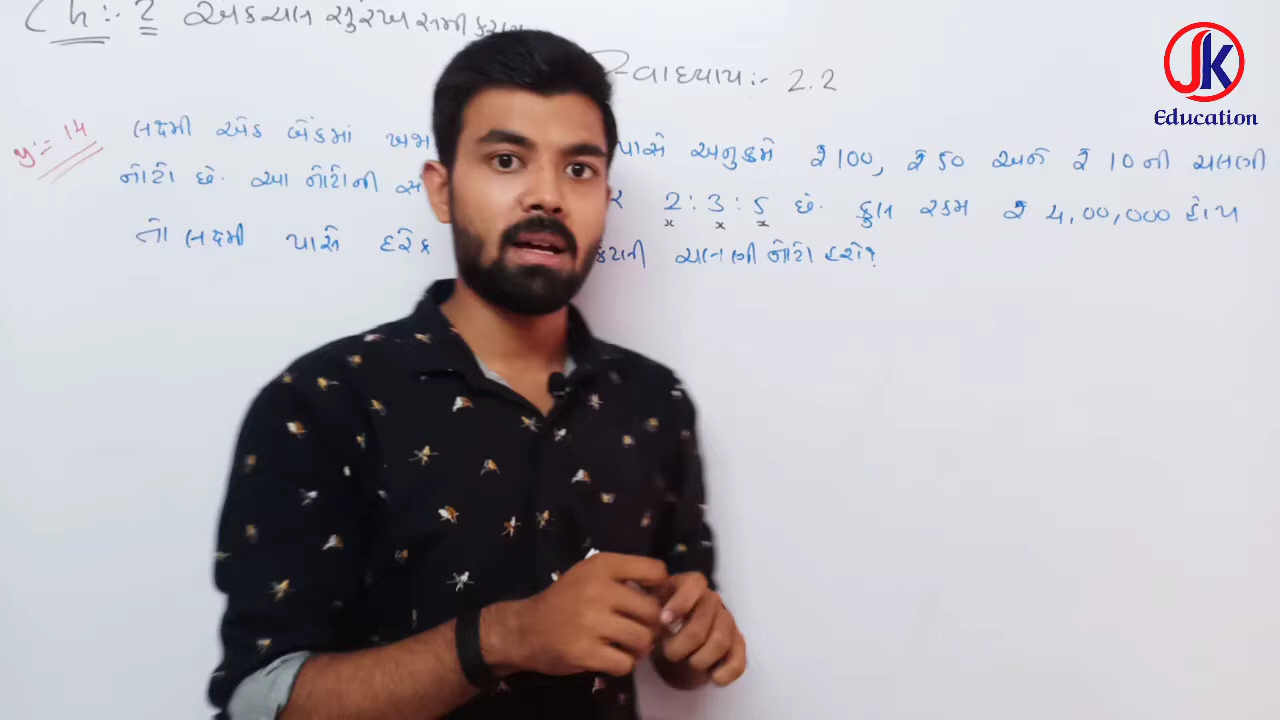 Ch:- 2 એકચલ સુરેખ સમીકરણ
સ્વાધ્યાય:- 2.2
પ્ર:- 14 લક્ષ્મી એક બેંકમાં પાસે અનુક્રમે ₹ 100, ₹ 50 અને ₹ 10 ની ચલણી
નોટો છે. આ નોટોની 2 : 3 : 5 છે. કુલ રકમ ₹ 4,00,000 હોય
x x x
તો લક્ષ્મી પાસે દરેક કેટલી ચલણી નોટો હશે?
JK
Education